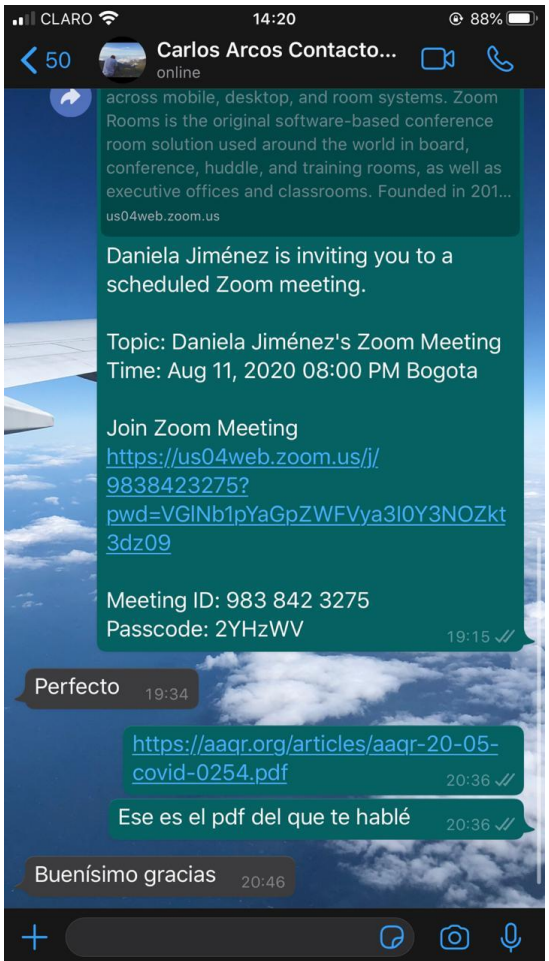 CLARO 14:20 88%
50 Carlos Arcos Contacto...
online
across mobile, desktop, and room systems. Zoom
Rooms is the original software-based conference
room solution used around the world in board,
conference, huddle, and training rooms, as well as
executive offices and classrooms. Founded in 201...
us04web.zoom.us
Daniela Jiménez is inviting you to a
scheduled Zoom meeting.
Topic: Daniela Jiménez's Zoom Meeting
Time: Aug 11, 2020 08:00 PM Bogota
Join Zoom Meeting
https://us04web.zoom.us/j/
9838423275?
pwd=VGlNb1pYaGpZWFVya3l0Y3NOZkt
3dz09
Meeting ID: 983 842 3275
Passcode: 2YHzWV 19:15
Perfecto 19:34
https://aaqr.org/articles/aaqr-20-05-
covid-0254.pdf 20:36
Ese es el pdf del que te hablé 20:36
Buenísimo gracias 20:46